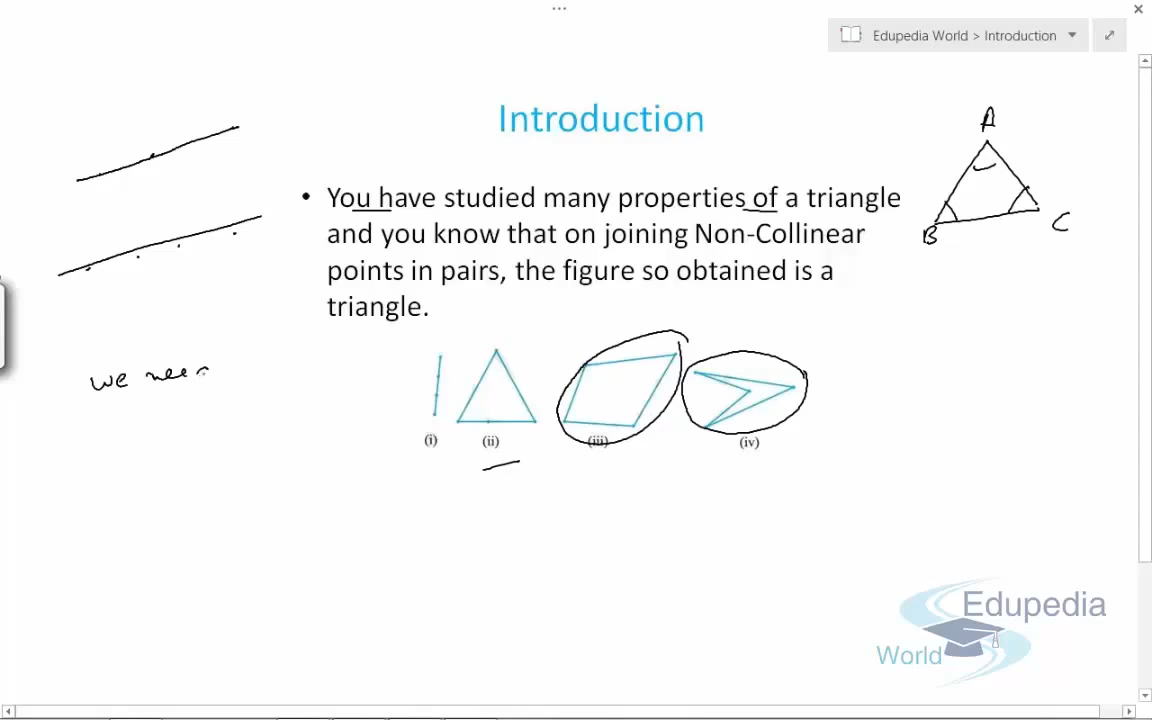 ...
Edupedia World > Introduction
Introduction
A
• You have studied many properties of a triangle
and you know that on joining Non-Collinear
B
C
points in pairs, the figure so obtained is a
triangle.
we nee
(i)
(ii)
(iii)
(iv)
Edupedia
World